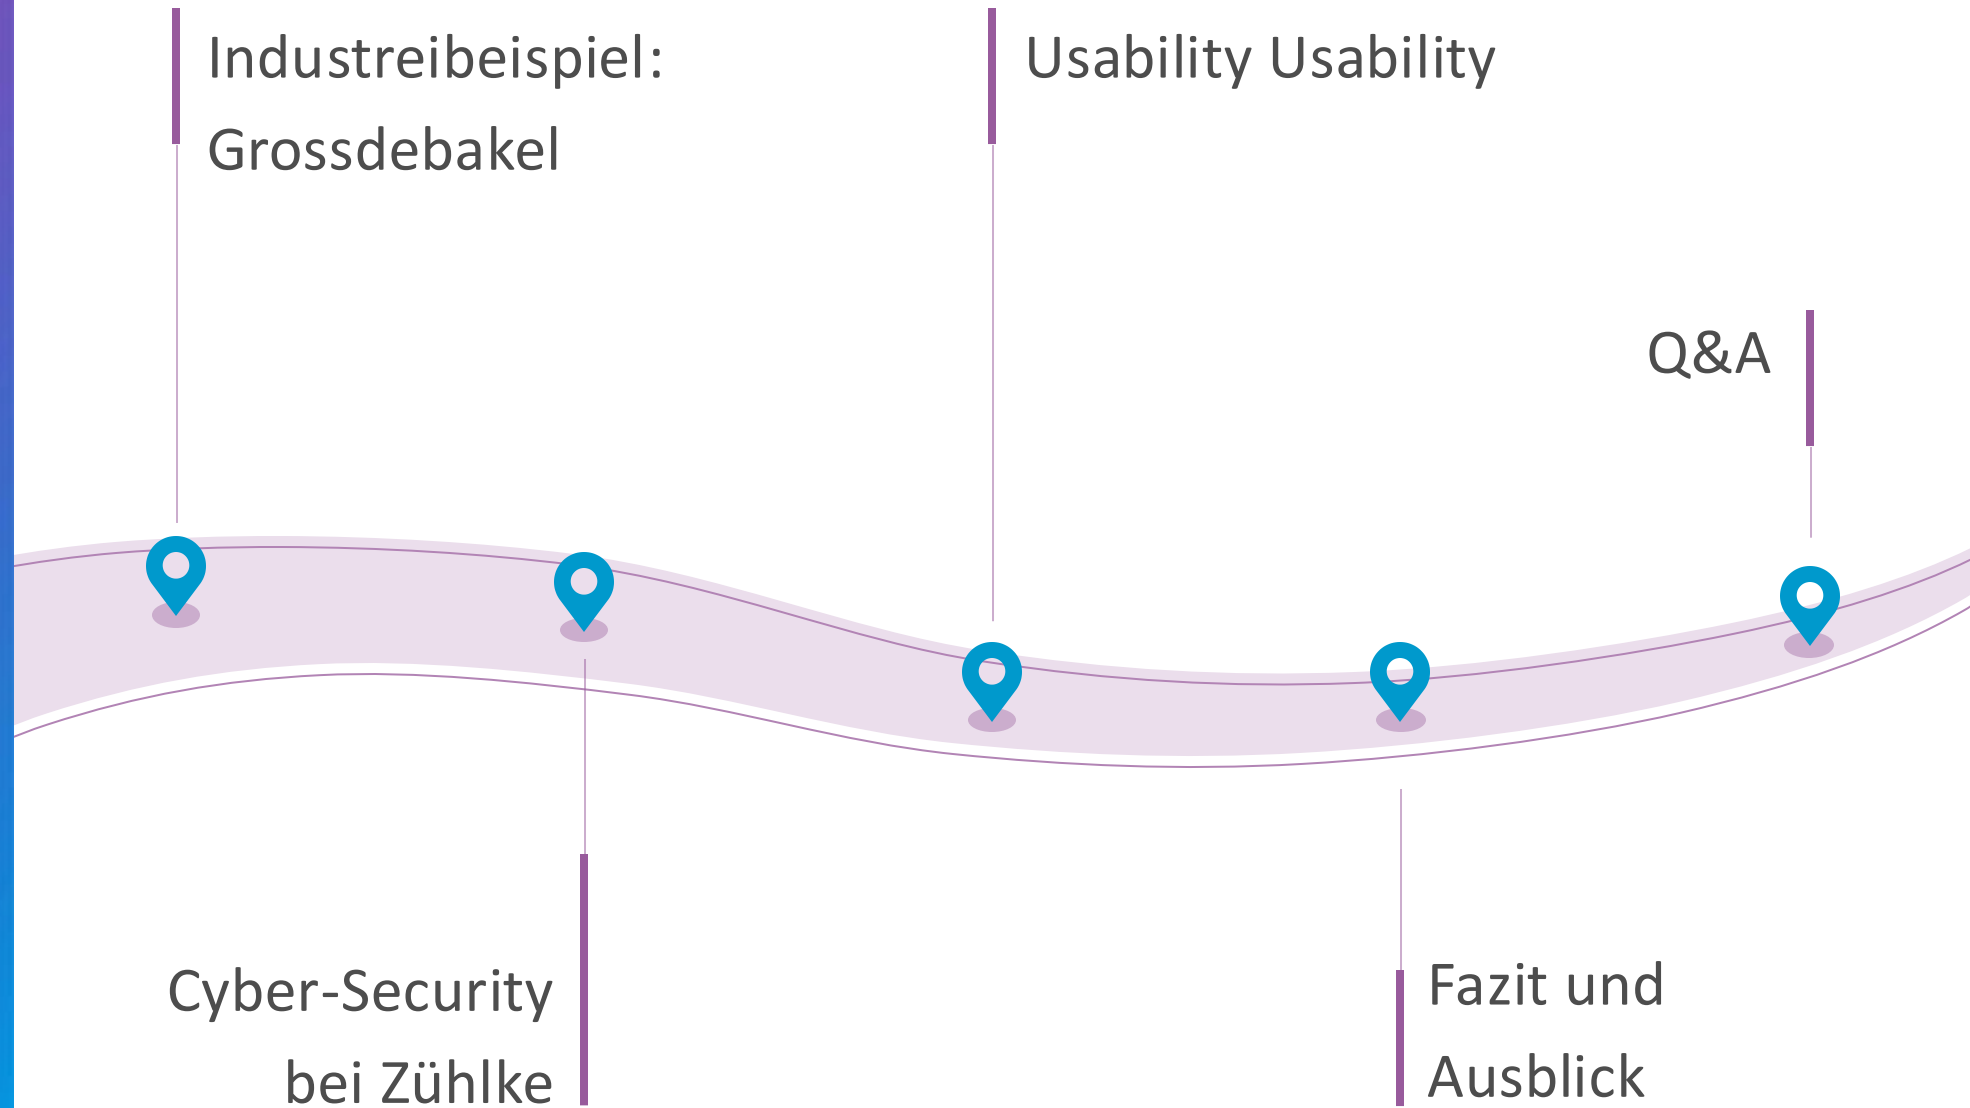 Industreibeispiel:
Grossdebakel
Usability Usability
Q&A
Cyber-Security
bei Zühlke
Fazit und
Ausblick